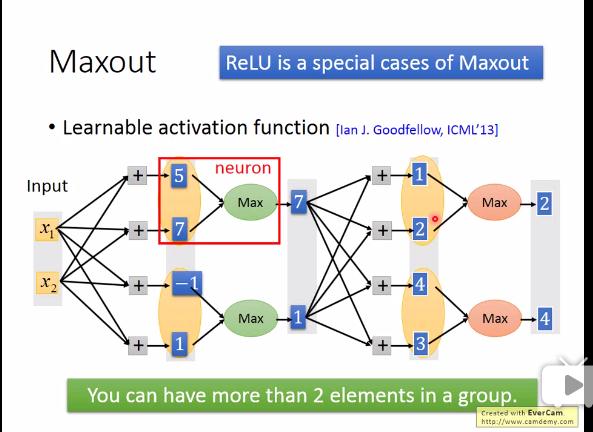 Maxout
ReLU is a special cases of Maxout
• Learnable activation function [Ian J. Goodfellow, ICML'13]
neuron
Input
+ 5
Max
7
+ 7
x₁
x₂
+ −1
Max
1
+ 1
+ 1
Max
2
+ 2
+ 4
Max
4
+ 3
You can have more than 2 elements in a group.
Created with EverCam.
http://www.camdemy.com